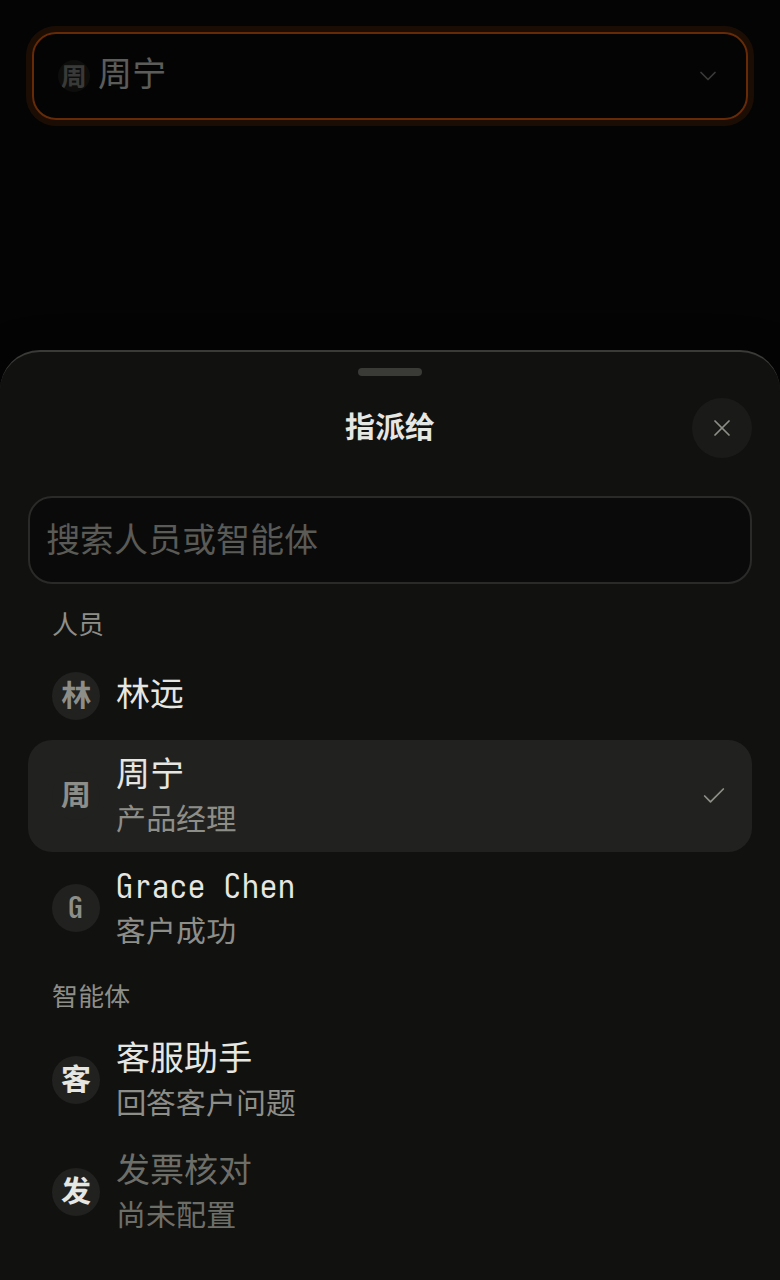 周 周宁
指派给
搜索人员或智能体
人员
林 林远
周 周宁
产品经理
G Grace Chen
客户成功
智能体
客 客服助手
回答客户问题
发 发票核对
尚未配置